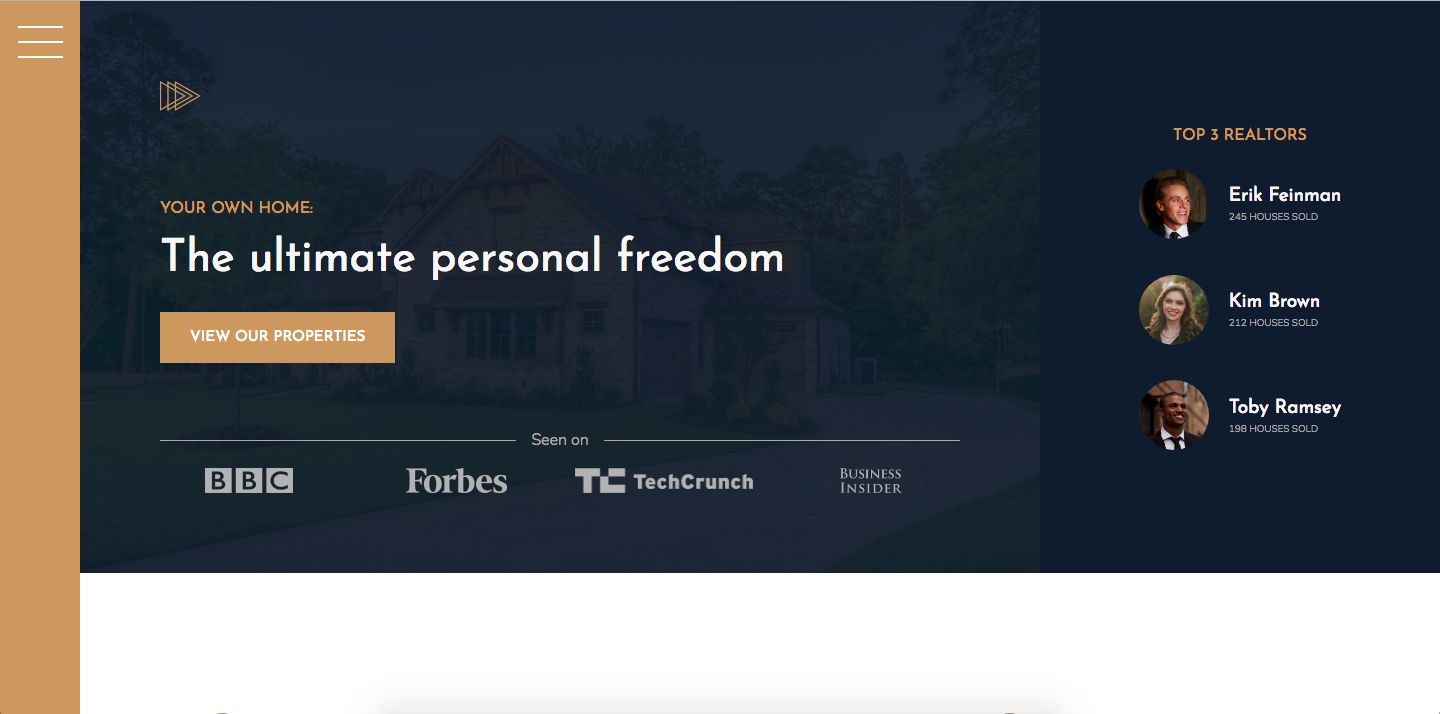 YOUR OWN HOME:
The ultimate personal freedom
VIEW OUR PROPERTIES
Seen on
BBC
Forbes
TC TechCrunch
BUSINESS
INSIDER
TOP 3 REALTORS
Erik Feinman
245 HOUSES SOLD
Kim Brown
212 HOUSES SOLD
Toby Ramsey
198 HOUSES SOLD